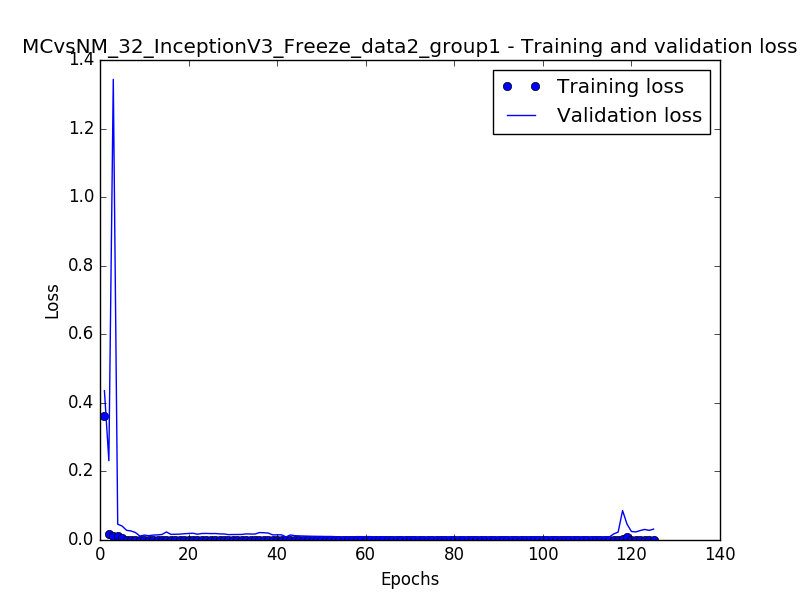 MCvsNM_32_InceptionV3_Freeze_data2_group1 - Training and validation loss
1.4
1.2
1.0
0.8
0.6
0.4
0.2
0.0
Training loss
Validation loss
Loss
0 20 40 60 80 100 120 140
Epochs